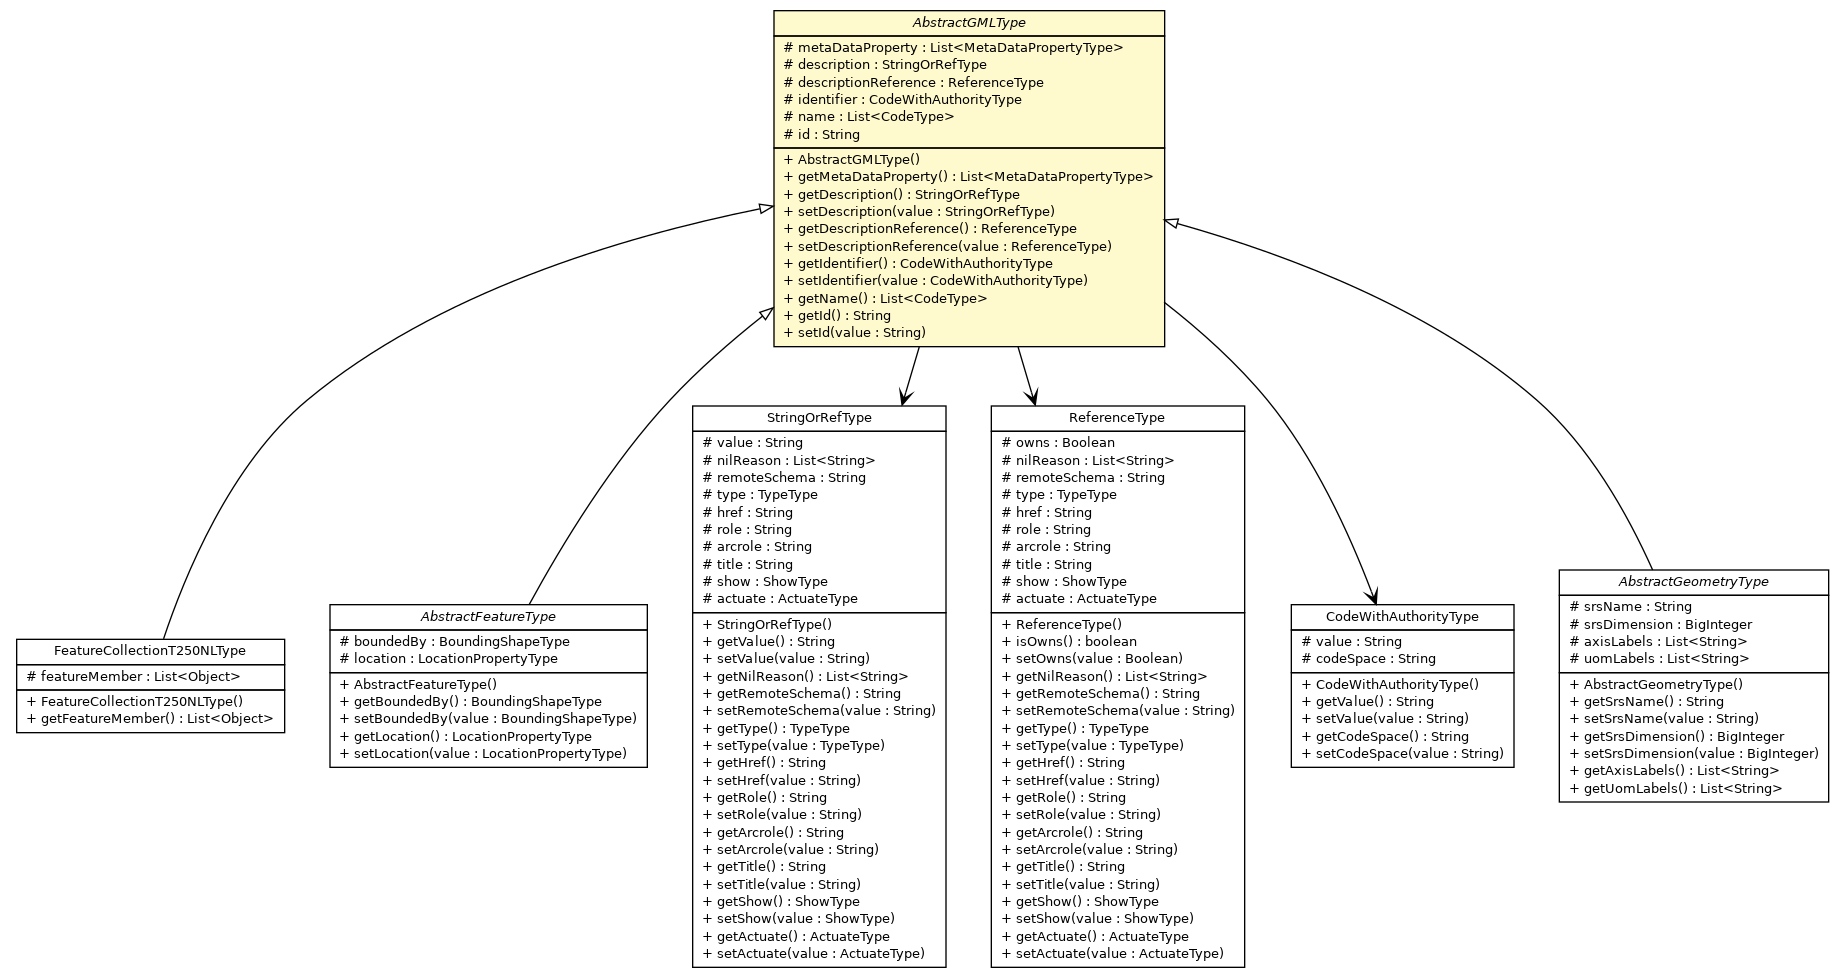 AbstractGMLType
# metaDataProperty : List<MetaDataPropertyType>
# description : StringOrRefType
# descriptionReference : ReferenceType
# identifier : CodeWithAuthorityType
# name : List<CodeType>
# id : String
+ AbstractGMLType()
+ getMetaDataProperty() : List<MetaDataPropertyType>
+ getDescription() : StringOrRefType
+ setDescription(value : StringOrRefType)
+ getDescriptionReference() : ReferenceType
+ setDescriptionReference(value : ReferenceType)
+ getIdentifier() : CodeWithAuthorityType
+ setIdentifier(value : CodeWithAuthorityType)
+ getName() : List<CodeType>
+ getId() : String
+ setId(value : String)
FeatureCollectionT250NLType
# featureMember : List<Object>
+ FeatureCollectionT250NLType()
+ getFeatureMember() : List<Object>
AbstractFeatureType
# boundedBy : BoundingShapeType
# location : LocationPropertyType
+ AbstractFeatureType()
+ getBoundedBy() : BoundingShapeType
+ setBoundedBy(value : BoundingShapeType)
+ getLocation() : LocationPropertyType
+ setLocation(value : LocationPropertyType)
StringOrRefType
# value : String
# nilReason : List<String>
# remoteSchema : String
# type : TypeType
# href : String
# role : String
# arcrole : String
# title : String
# show : ShowType
# actuate : ActuateType
+ StringOrRefType()
+ getValue() : String
+ setValue(value : String)
+ getNilReason() : List<String>
+ getRemoteSchema() : String
+ setRemoteSchema(value : String)
+ getType() : TypeType
+ setType(value : TypeType)
+ getHref() : String
+ setHref(value : String)
+ getRole() : String
+ setRole(value : String)
+ getArcrole() : String
+ setArcrole(value : String)
+ getTitle() : String
+ setTitle(value : String)
+ getShow() : ShowType
+ setShow(value : ShowType)
+ getActuate() : ActuateType
+ setActuate(value : ActuateType)
ReferenceType
# owns : Boolean
# nilReason : List<String>
# remoteSchema : String
# type : TypeType
# href : String
# role : String
# arcrole : String
# title : String
# show : ShowType
# actuate : ActuateType
+ ReferenceType()
+ isOwns() : boolean
+ setOwns(value : Boolean)
+ getNilReason() : List<String>
+ getRemoteSchema() : String
+ setRemoteSchema(value : String)
+ getType() : TypeType
+ setType(value : TypeType)
+ getHref() : String
+ setHref(value : String)
+ getRole() : String
+ setRole(value : String)
+ getArcrole() : String
+ setArcrole(value : String)
+ getTitle() : String
+ setTitle(value : String)
+ getShow() : ShowType
+ setShow(value : ShowType)
+ getActuate() : ActuateType
+ setActuate(value : ActuateType)
CodeWithAuthorityType
# value : String
# codeSpace : String
+ CodeWithAuthorityType()
+ getValue() : String
+ setValue(value : String)
+ getCodeSpace() : String
+ setCodeSpace(value : String)
AbstractGeometryType
# srsName : String
# srsDimension : BigInteger
# axisLabels : List<String>
# uomLabels : List<String>
+ AbstractGeometryType()
+ getSrsName() : String
+ setSrsName(value : String)
+ getSrsDimension() : BigInteger
+ setSrsDimension(value : BigInteger)
+ getAxisLabels() : List<String>
+ getUomLabels() : List<String>